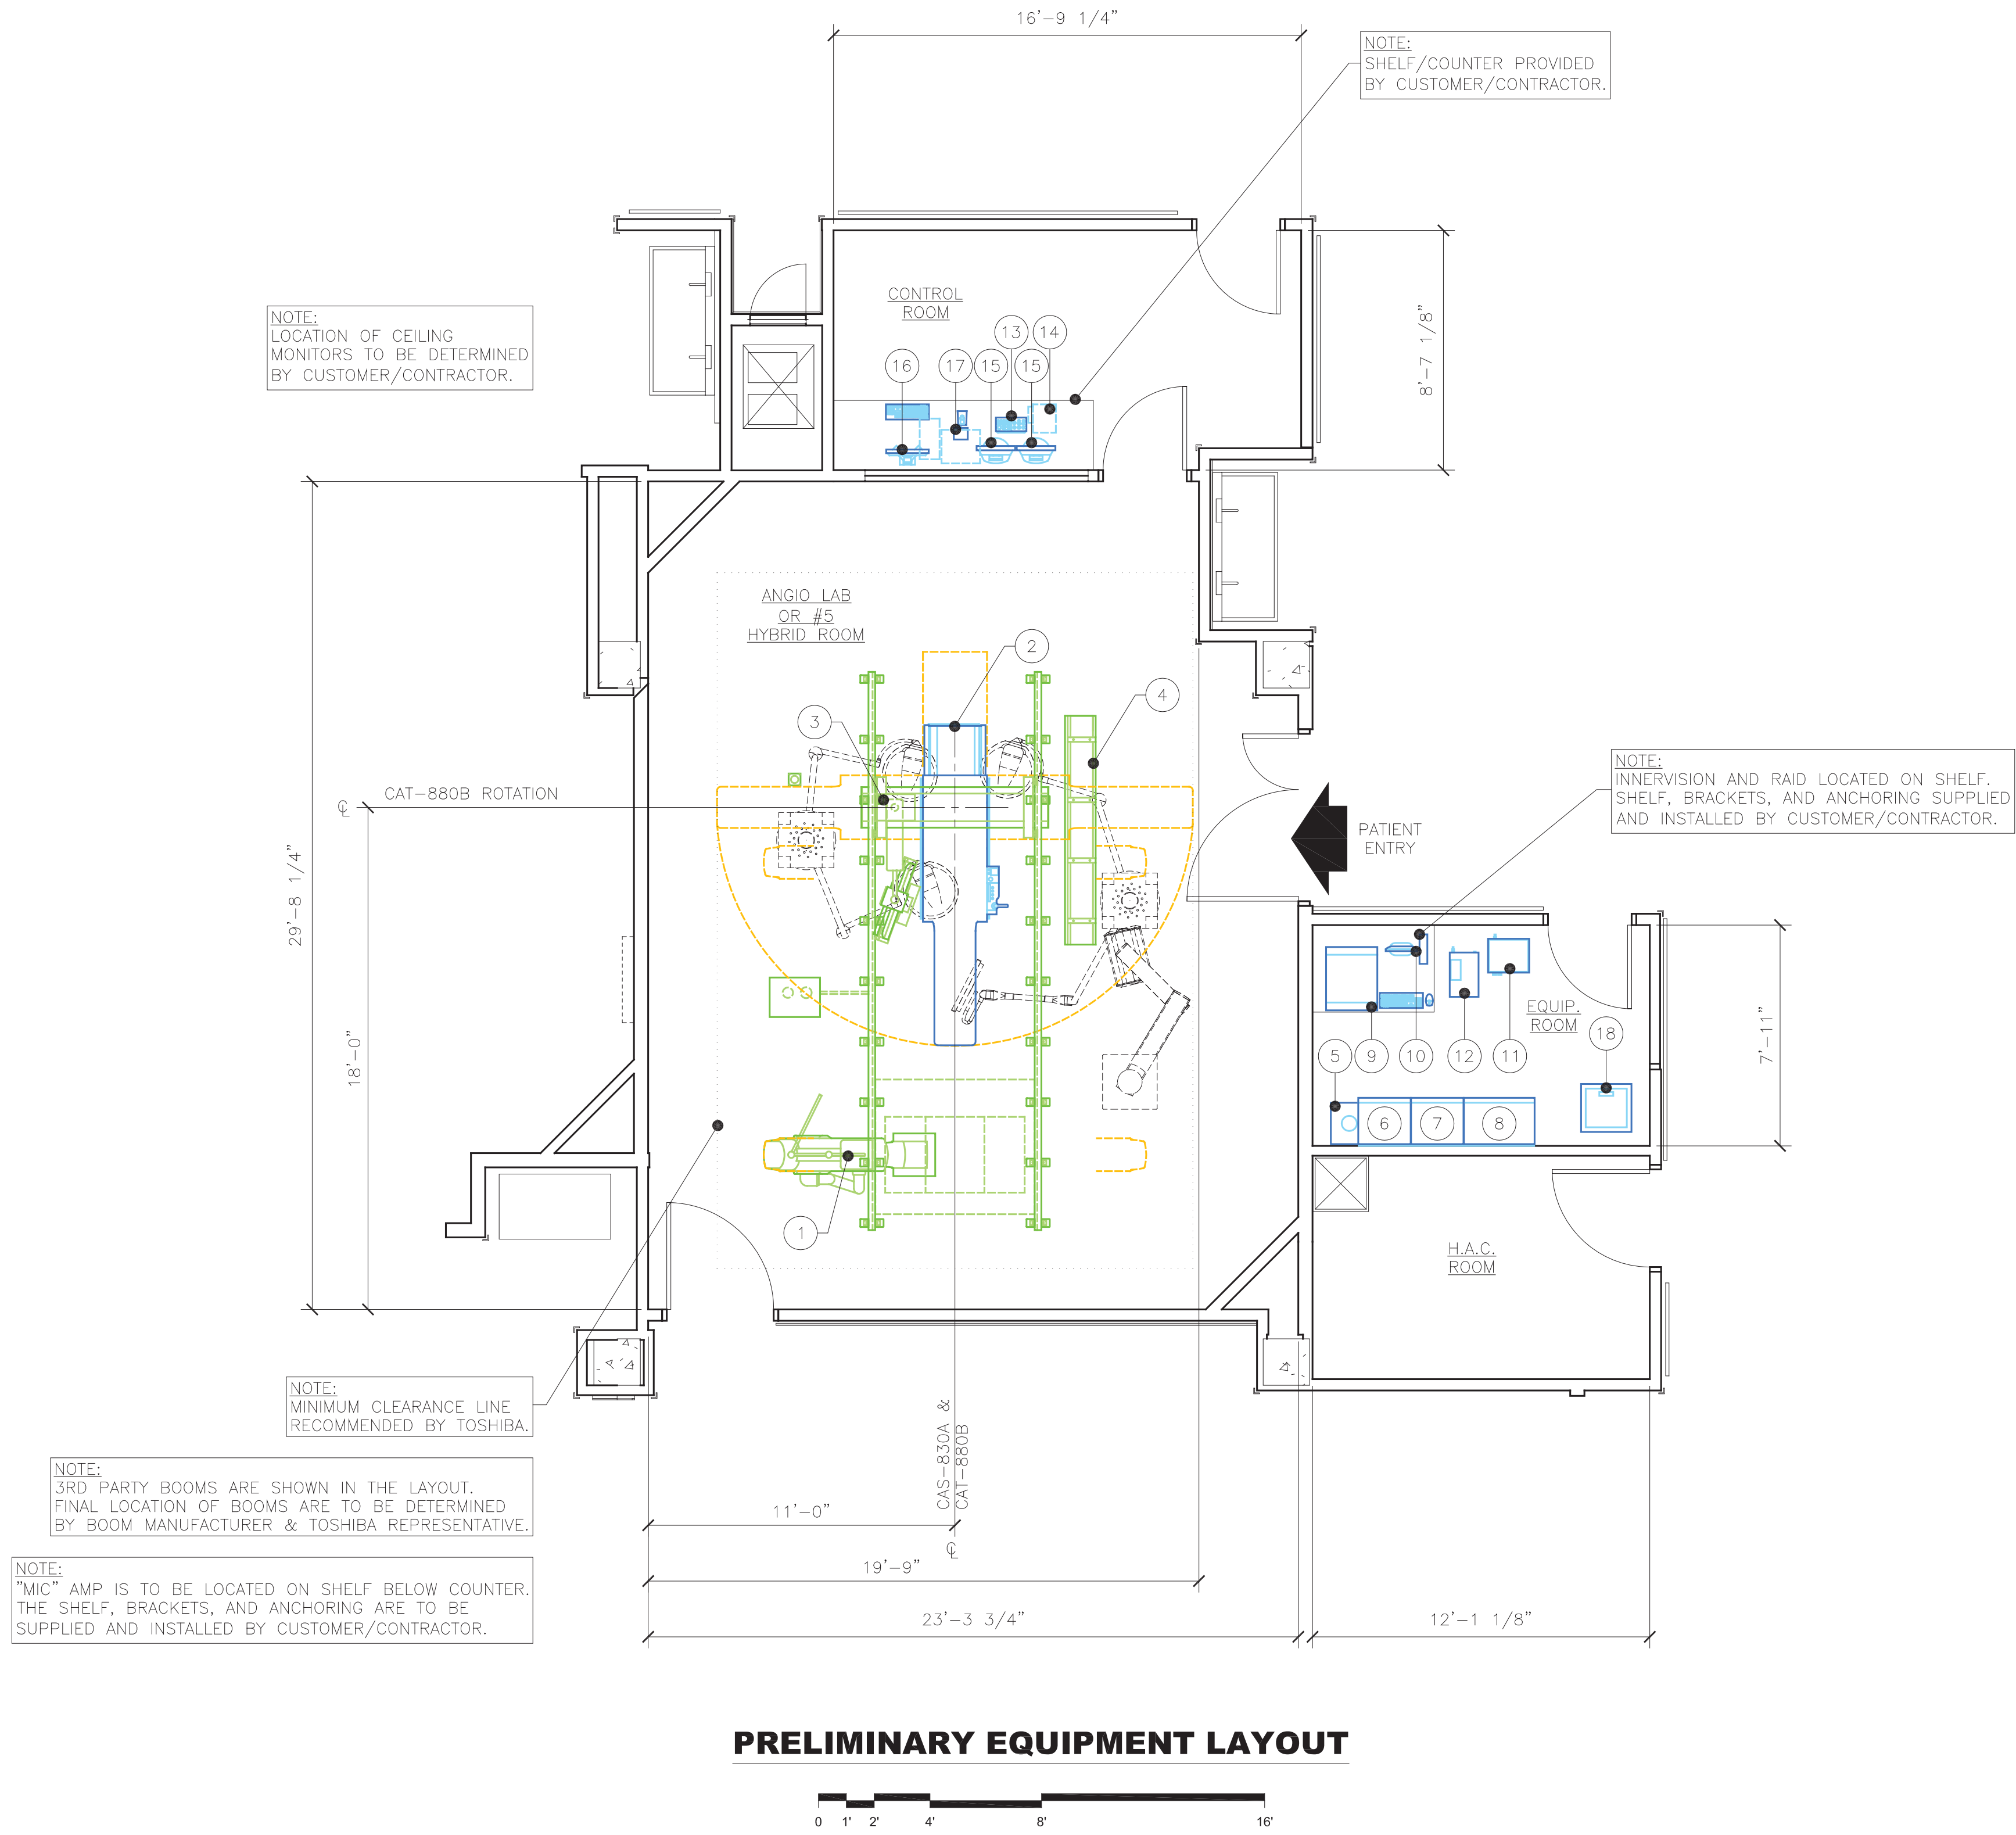 16'-9 1/4"
NOTE:
SHELF/COUNTER PROVIDED
BY CUSTOMER/CONTRACTOR.
NOTE:
LOCATION OF CEILING
MONITORS TO BE DETERMINED
BY CUSTOMER/CONTRACTOR.
CONTROL
ROOM
13
14
16
17
15
15
8'-7 1/8"
ANGIO LAB
OR #5
HYBRID ROOM
2
3
4
CAT-880B ROTATION
℄
29'-8 1/4"
18'-0"
PATIENT
ENTRY
NOTE:
INNERVISION AND RAID LOCATED ON SHELF.
SHELF, BRACKETS, AND ANCHORING SUPPLIED
AND INSTALLED BY CUSTOMER/CONTRACTOR.
EQUIP.
ROOM
5
9
10
12
11
18
6
7
8
7'-11"
1
H.A.C.
ROOM
NOTE:
MINIMUM CLEARANCE LINE
RECOMMENDED BY TOSHIBA.
NOTE:
3RD PARTY BOOMS ARE SHOWN IN THE LAYOUT.
FINAL LOCATION OF BOOMS ARE TO BE DETERMINED
BY BOOM MANUFACTURER & TOSHIBA REPRESENTATIVE.
NOTE:
"MIC" AMP IS TO BE LOCATED ON SHELF BELOW COUNTER.
THE SHELF, BRACKETS, AND ANCHORING ARE TO BE
SUPPLIED AND INSTALLED BY CUSTOMER/CONTRACTOR.
CAS-830A &
CAT-880B
11'-0"
℄
19'-9"
23'-3 3/4"
12'-1 1/8"
PRELIMINARY EQUIPMENT LAYOUT
0 1' 2' 4' 8' 16'